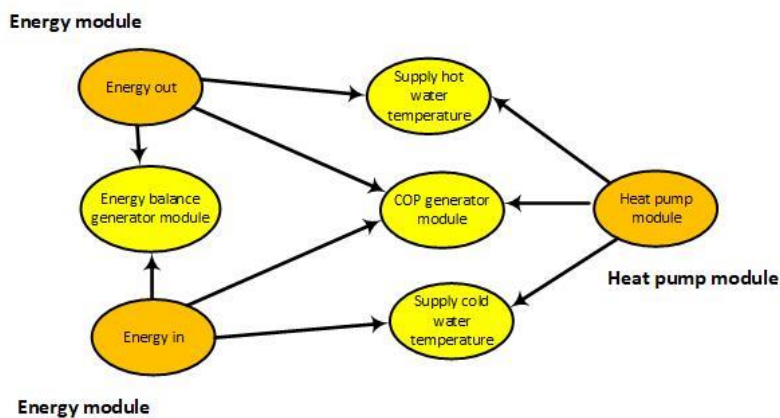 Energy module
Energy out
Supply hot
water
temperature
Energy balance
generator module
COP generator
module
Heat pump
module
Heat pump module
Supply cold
water
temperature
Energy in
Energy module